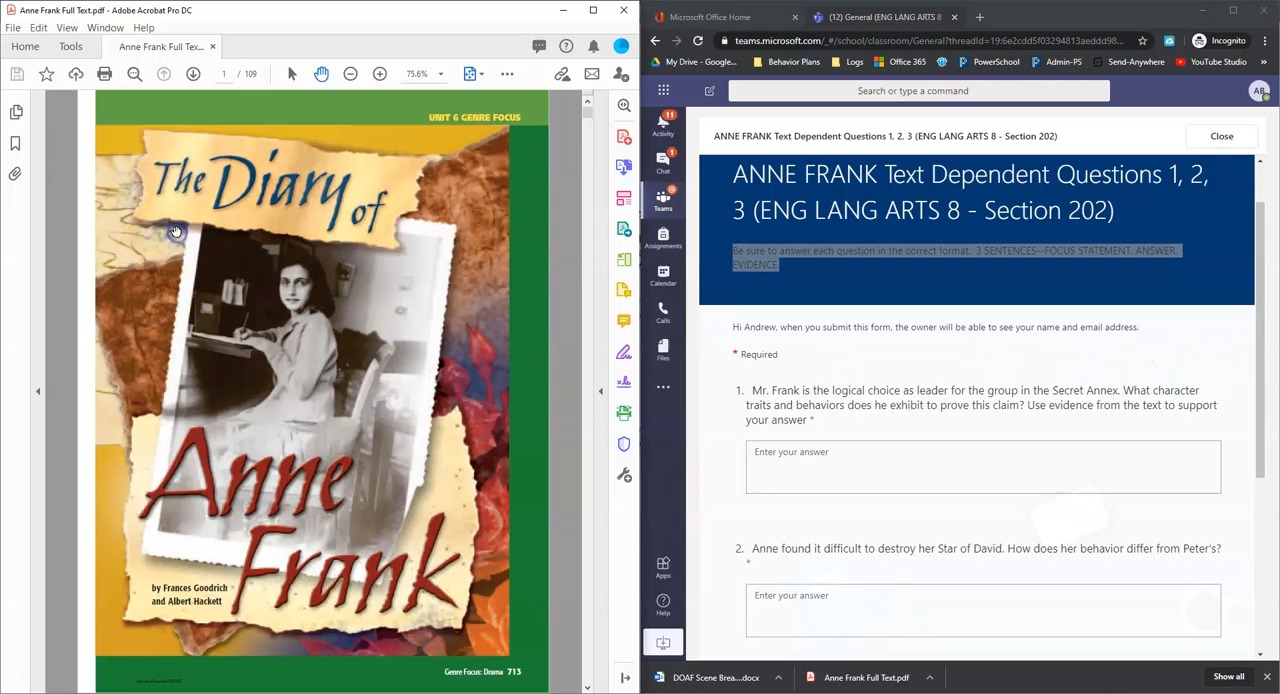 Anne Frank Full Text.pdf - Adobe Acrobat Pro DC
File Edit View Window Help
Home Tools Anne Frank Full Tex...
1 / 109 75.6%
UNIT 6 GENRE FOCUS
The Diary of
Anne
Frank
by Frances Goodrich
and Albert Hackett
Genre Focus: Drama 713
Microsoft Office Home (12) General (ENG LANG ARTS 8
teams.microsoft.com/_#/school/classroom/General?threadId=19:6e2cdd5f03294813aeddd98... Incognito
My Drive - Google... Behavior Plans Logs Office 365 PowerSchool Admin-PS Send-Anywhere YouTube Studio
Search or type a command AB
Activity 11
Chat 1
Teams
Assignments
Calendar
Calls
Files
Apps
Help
ANNE FRANK Text Dependent Questions 1, 2, 3 (ENG LANG ARTS 8 - Section 202) Close
ANNE FRANK Text Dependent Questions 1, 2,
3 (ENG LANG ARTS 8 - Section 202)
Be sure to answer each question in the correct format. 3 SENTENCES--FOCUS STATEMENT. ANSWER.
EVIDENCE.
Hi Andrew, when you submit this form, the owner will be able to see your name and email address.
* Required
1. Mr. Frank is the logical choice as leader for the group in the Secret Annex. What character
traits and behaviors does he exhibit to prove this claim? Use evidence from the text to support
your answer *
Enter your answer
2. Anne found it difficult to destroy her Star of David. How does her behavior differ from Peter's?
*
Enter your answer
DOAF Scene Brea....docx Anne Frank Full Text.pdf Show all